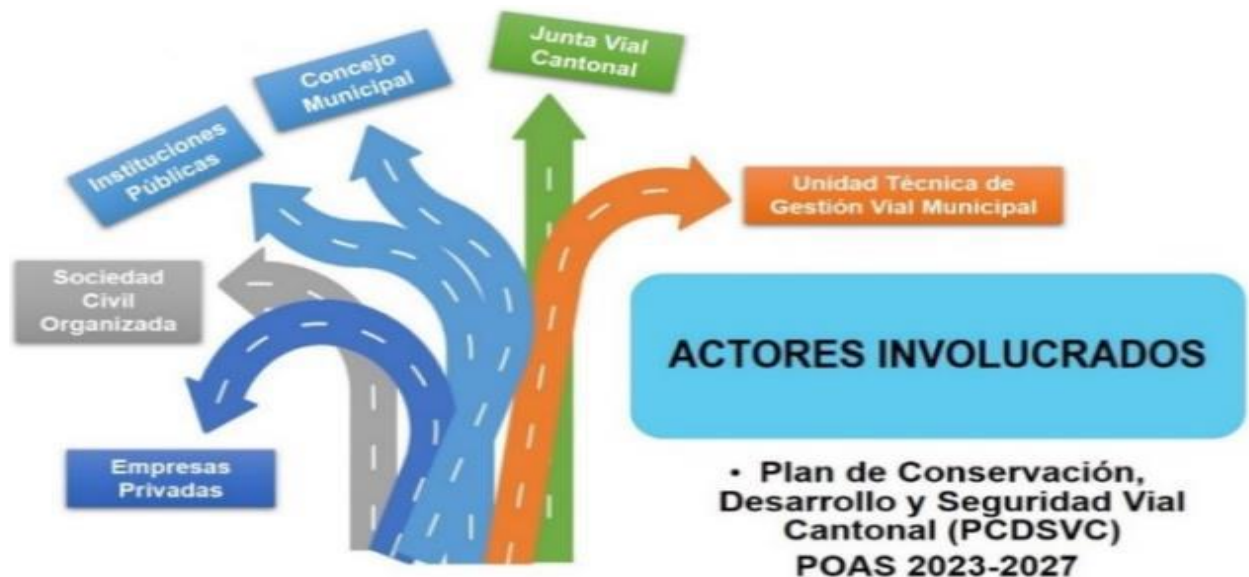 Junta Vial
Cantonal
Concejo
Municipal
Instituciones
Públicas
Unidad Técnica de
Gestión Vial Municipal
Sociedad
Civil
Organizada
ACTORES INVOLUCRADOS
Empresas
Privadas
• Plan de Conservación,
Desarrollo y Seguridad Vial
Cantonal (PCDSVC)
POAS 2023-2027